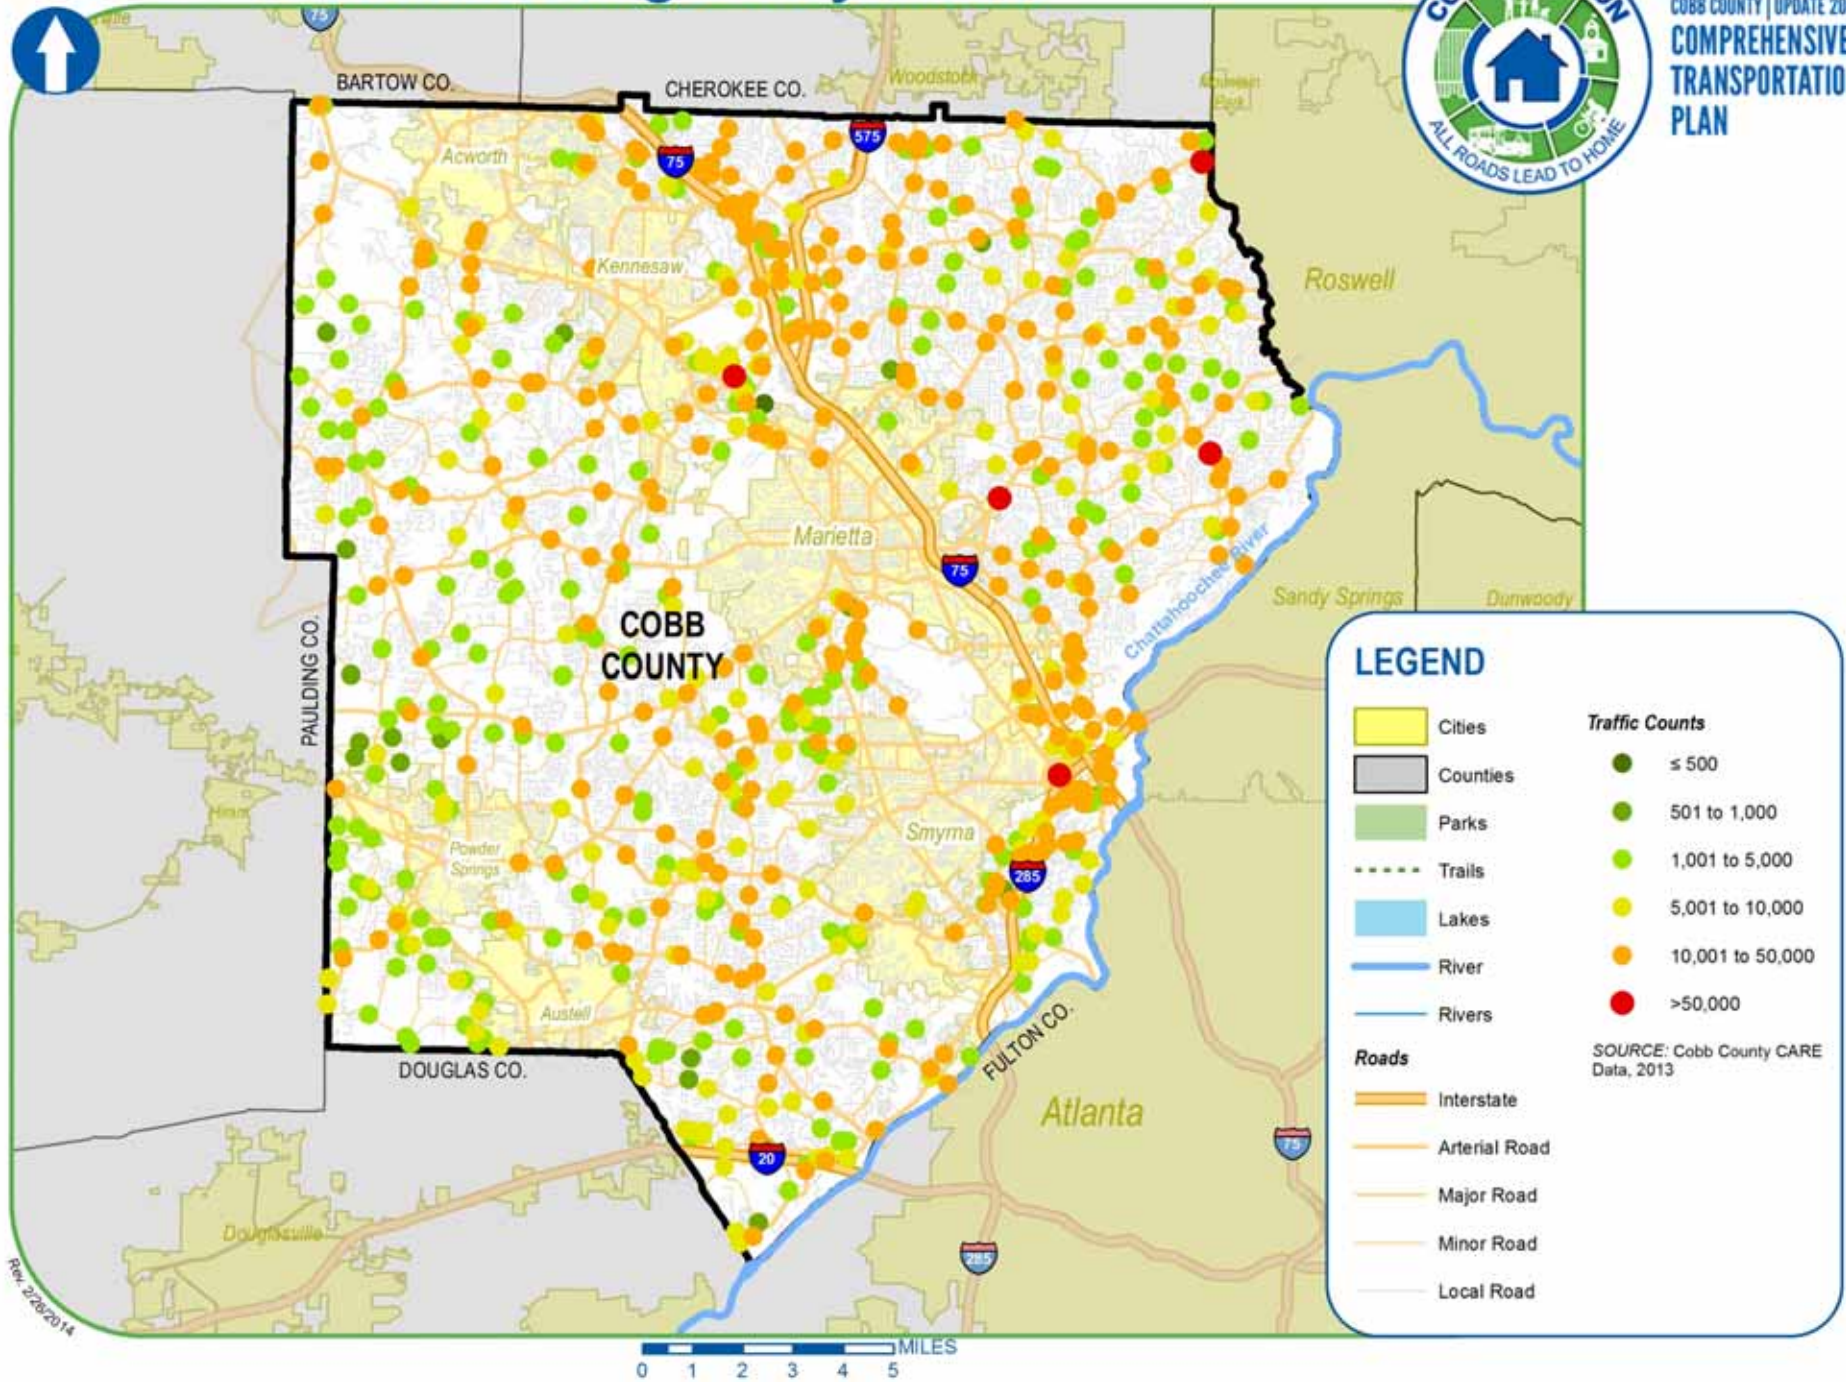 COBB COUNTY | UPDATE 20
COMPREHENSIVE
TRANSPORTATIO
PLAN
ALL ROADS LEAD TO HOME
75
BARTOW CO.
CHEROKEE CO.
Woodstock
Mountain
Park
575
75
Acworth
Kennesaw
Roswell
Marietta
75
Chattahoochee River
Sandy Springs
Dunwoody
COBB
COUNTY
PAULDING CO.
Hiram
Powder
Springs
Smyrna
285
Austell
DOUGLAS CO.
FULTON CO.
Atlanta
20
75
285
Douglasville
Rev. 2/26/2014
MILES
0 1 2 3 4 5
LEGEND
Cities
Counties
Parks
Trails
Lakes
River
Rivers
Roads
Interstate
Arterial Road
Major Road
Minor Road
Local Road
Traffic Counts
≤ 500
501 to 1,000
1,001 to 5,000
5,001 to 10,000
10,001 to 50,000
>50,000
SOURCE: Cobb County CARE
Data, 2013